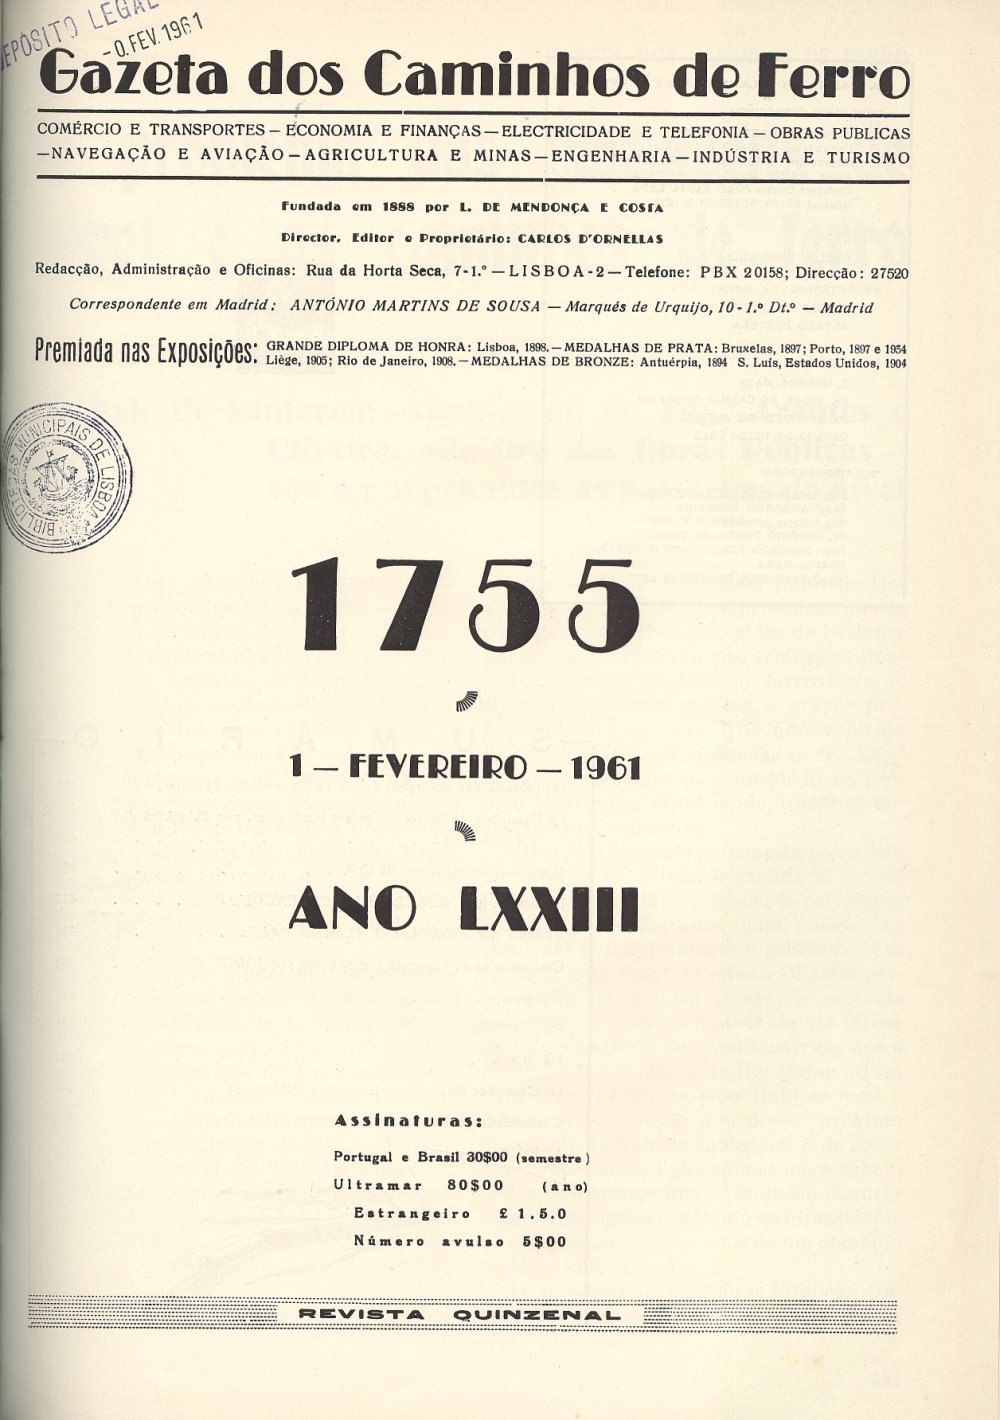 DEPÓSITO LEGAL
-0.FEV.1961
Gazeta dos Caminhos de Ferro
COMÉRCIO E TRANSPORTES — ECONOMIA E FINANÇAS — ELECTRICIDADE E TELEFONIA — OBRAS PUBLICAS
—NAVEGAÇÃO E AVIAÇÃO — AGRICULTURA E MINAS — ENGENHARIA — INDÚSTRIA E TURISMO
Fundada em 1888 por L. DE MENDONÇA E COSTA
Director, Editor e Proprietário: CARLOS D'ORNELLAS
Redacção, Administração e Oficinas: Rua da Horta Seca, 7-1.º — LISBOA-2 — Telefone: PBX 20158; Direcção: 27520
Correspondente em Madrid: ANTÓNIO MARTINS DE SOUSA — Marqués de Urquijo, 10-1.º Dt.º — Madrid
Premiada nas Exposições:
GRANDE DIPLOMA DE HONRA: Lisboa, 1898. — MEDALHAS DE PRATA: Bruxelas, 1897; Porto, 1897 e 1934
Liège, 1905; Rio de Janeiro, 1908. — MEDALHAS DE BRONZE: Antuérpia, 1894 S. Luís, Estados Unidos, 1904
BIBLIOTECAS MUNICIPAIS DE LISBOA
1755
1 — FEVEREIRO — 1961
ANO LXXIII
Assinaturas:
Portugal e Brasil 30$00 (semestre)
Ultramar 80$00 (ano)
Estrangeiro £ 1.5.0
Número avulso 5$00
REVISTA QUINZENAL